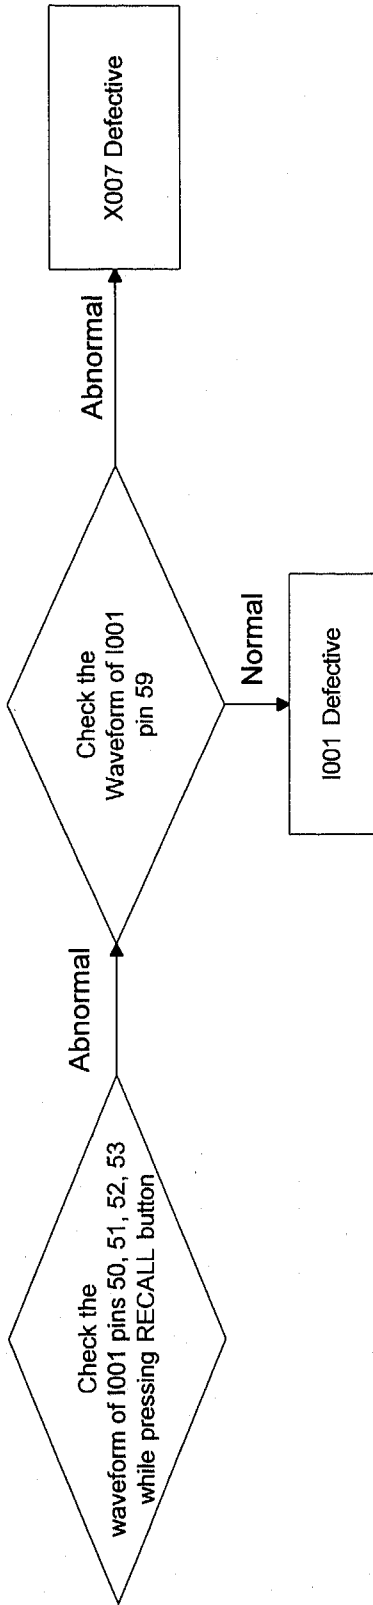 Check the
waveform of I001 pins 50, 51, 52, 53
while pressing RECALL button
Abnormal
Check the
Waveform of I001
pin 59
Abnormal
X007 Defective
Normal
I001 Defective